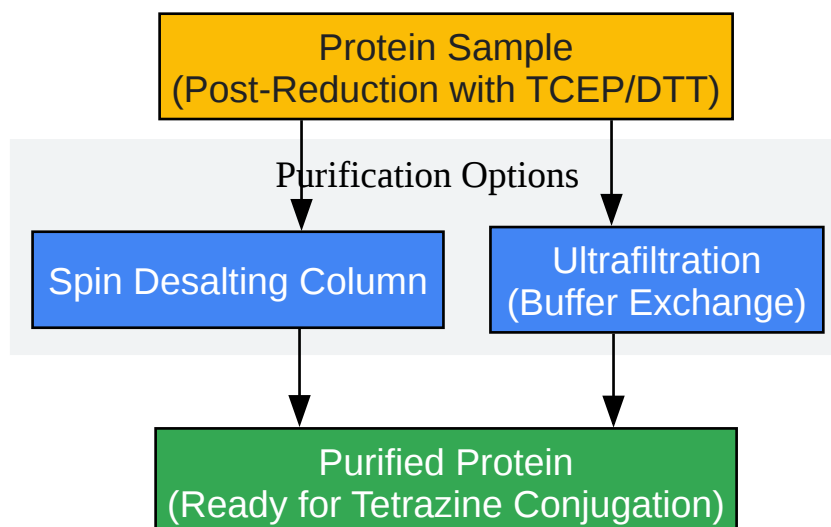 Protein Sample
(Post-Reduction with TCEP/DTT)
Purification Options
Spin Desalting Column
Ultrafiltration
(Buffer Exchange)
Purified Protein
(Ready for Tetrazine Conjugation)